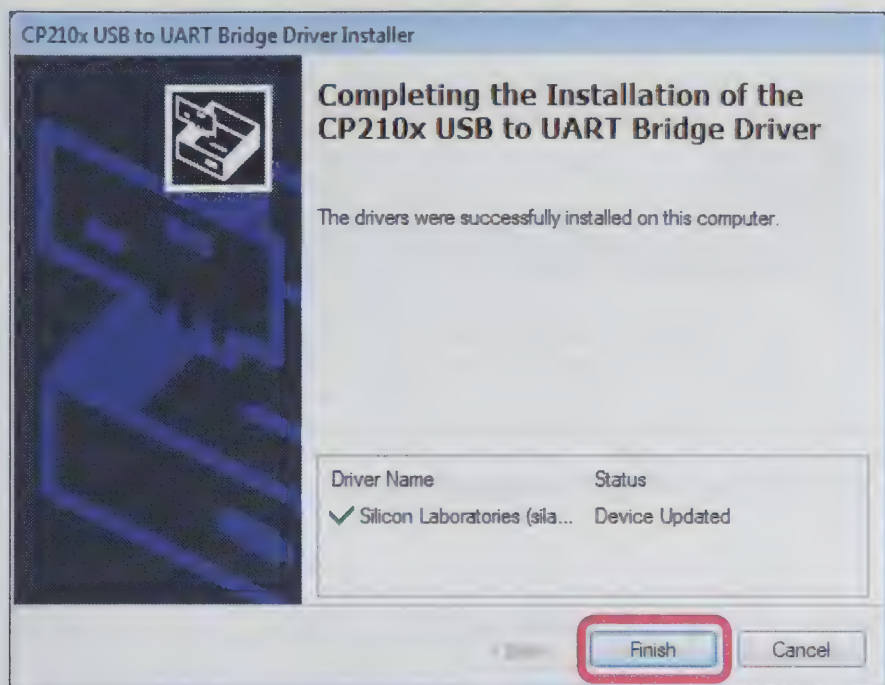 CP210x USB to UART Bridge Driver Installer
Completing the Installation of the
CP210x USB to UART Bridge Driver
The drivers were successfully installed on this computer.
Driver Name Status
Silicon Laboratories (sila... Device Updated
Finish Cancel